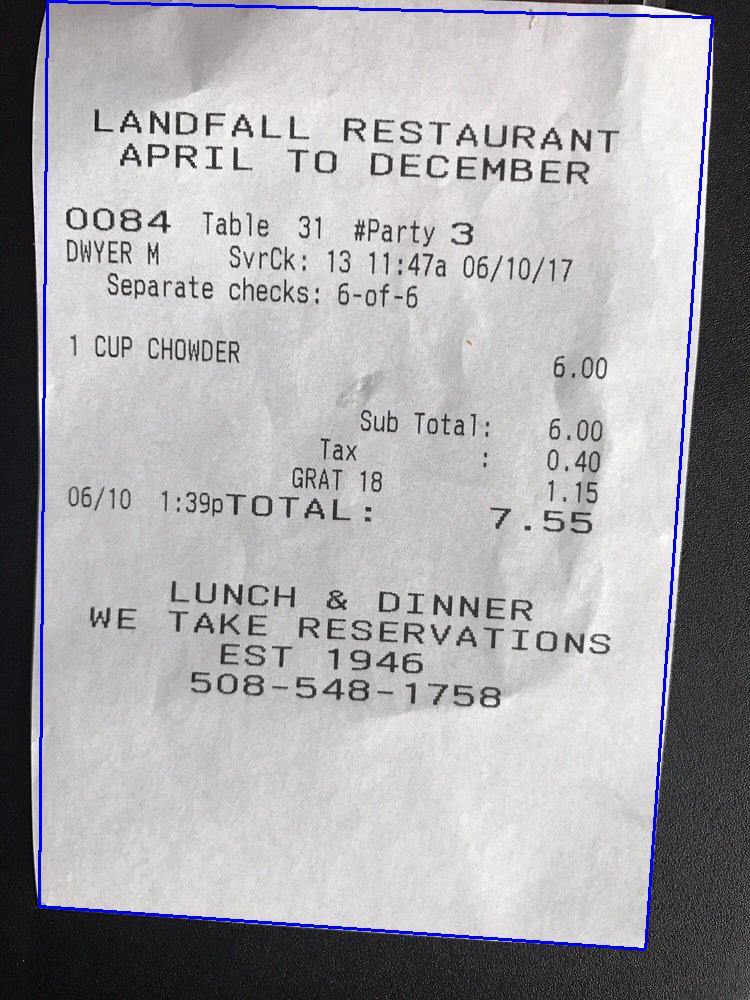 LANDFALL RESTAURANT
APRIL TO DECEMBER
0084 Table 31 #Party 3
DWYER M SvrCk: 13 11:47a 06/10/17
Separate checks: 6-of-6
1 CUP CHOWDER 6.00
Sub Total: 6.00
Tax : 0.40
GRAT 18 1.15
06/10 1:39pTOTAL: 7.55
LUNCH & DINNER
WE TAKE RESERVATIONS
EST 1946
508-548-1758